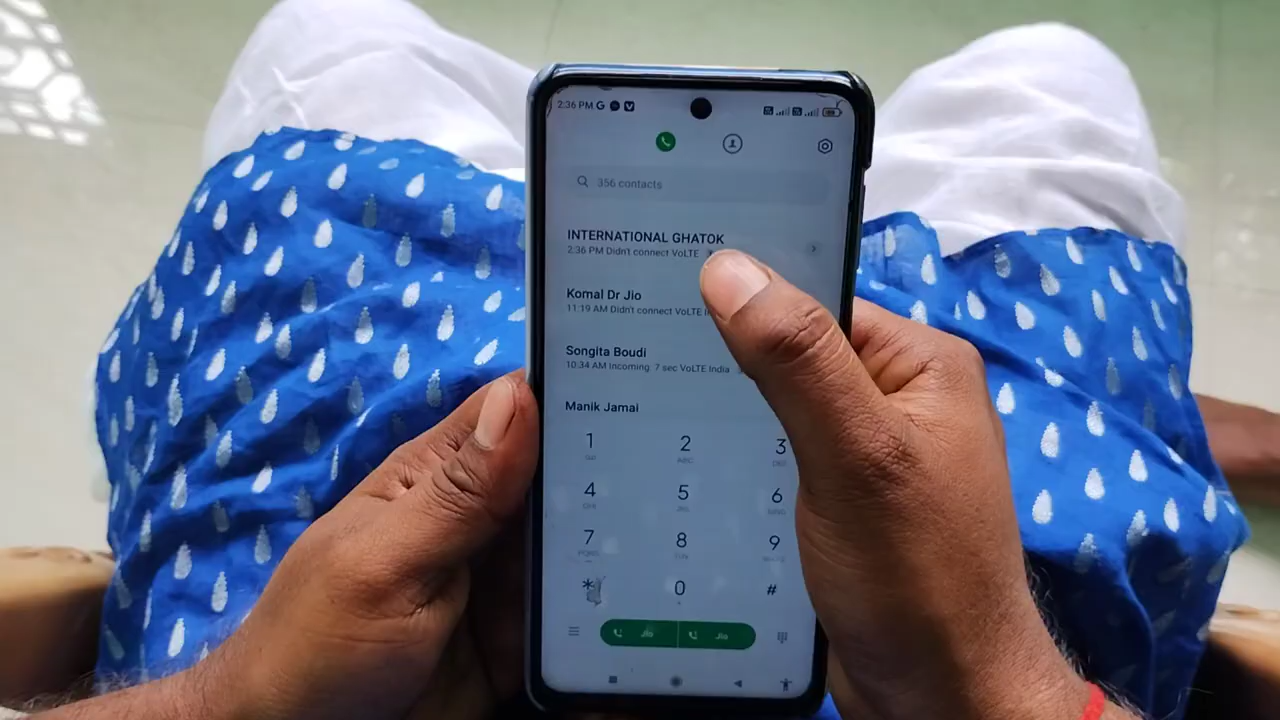 2:36 PM G
356 contacts
INTERNATIONAL GHATOK
2:36 PM Didn't connect VoLTE
Komal Dr Jio
11:19 AM Didn't connect VoLTE
Songita Boudi
10:34 AM Incoming 7 sec VoLTE India
Manik Jamai
1 2 3
ABC
4 5 6
7 8 9
* 0 #
Jio Jio